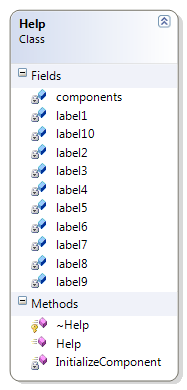 Help
Class
Fields
components
label1
label10
label2
label3
label4
label5
label6
label7
label8
label9
Methods
~Help
Help
InitializeComponent